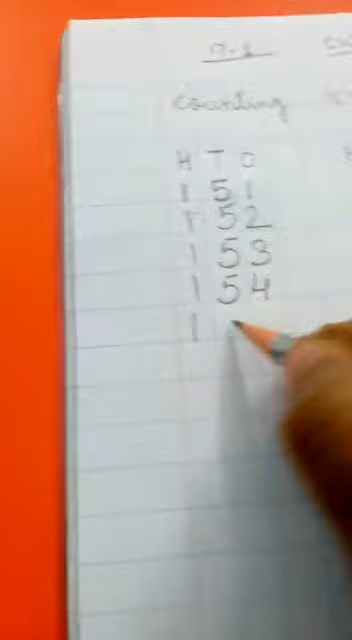 counting
H T O
1 5 1
1 5 2
1 5 3
1 5 4
1